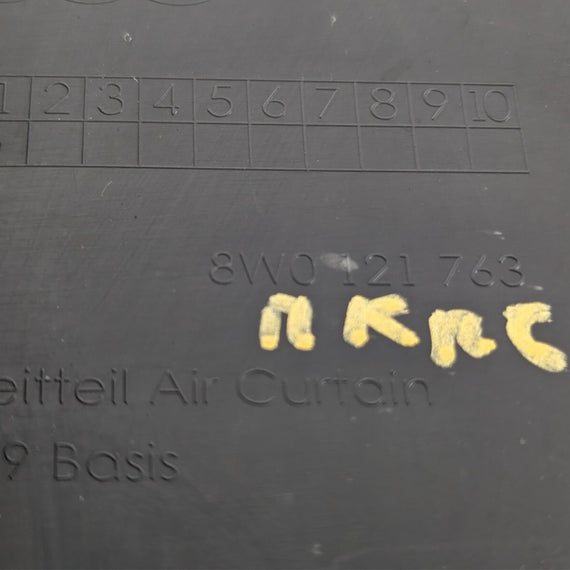 1 2 3 4 5 6 7 8 9 10
8W0 121 763
eitteil Air Curtain
9 Basis